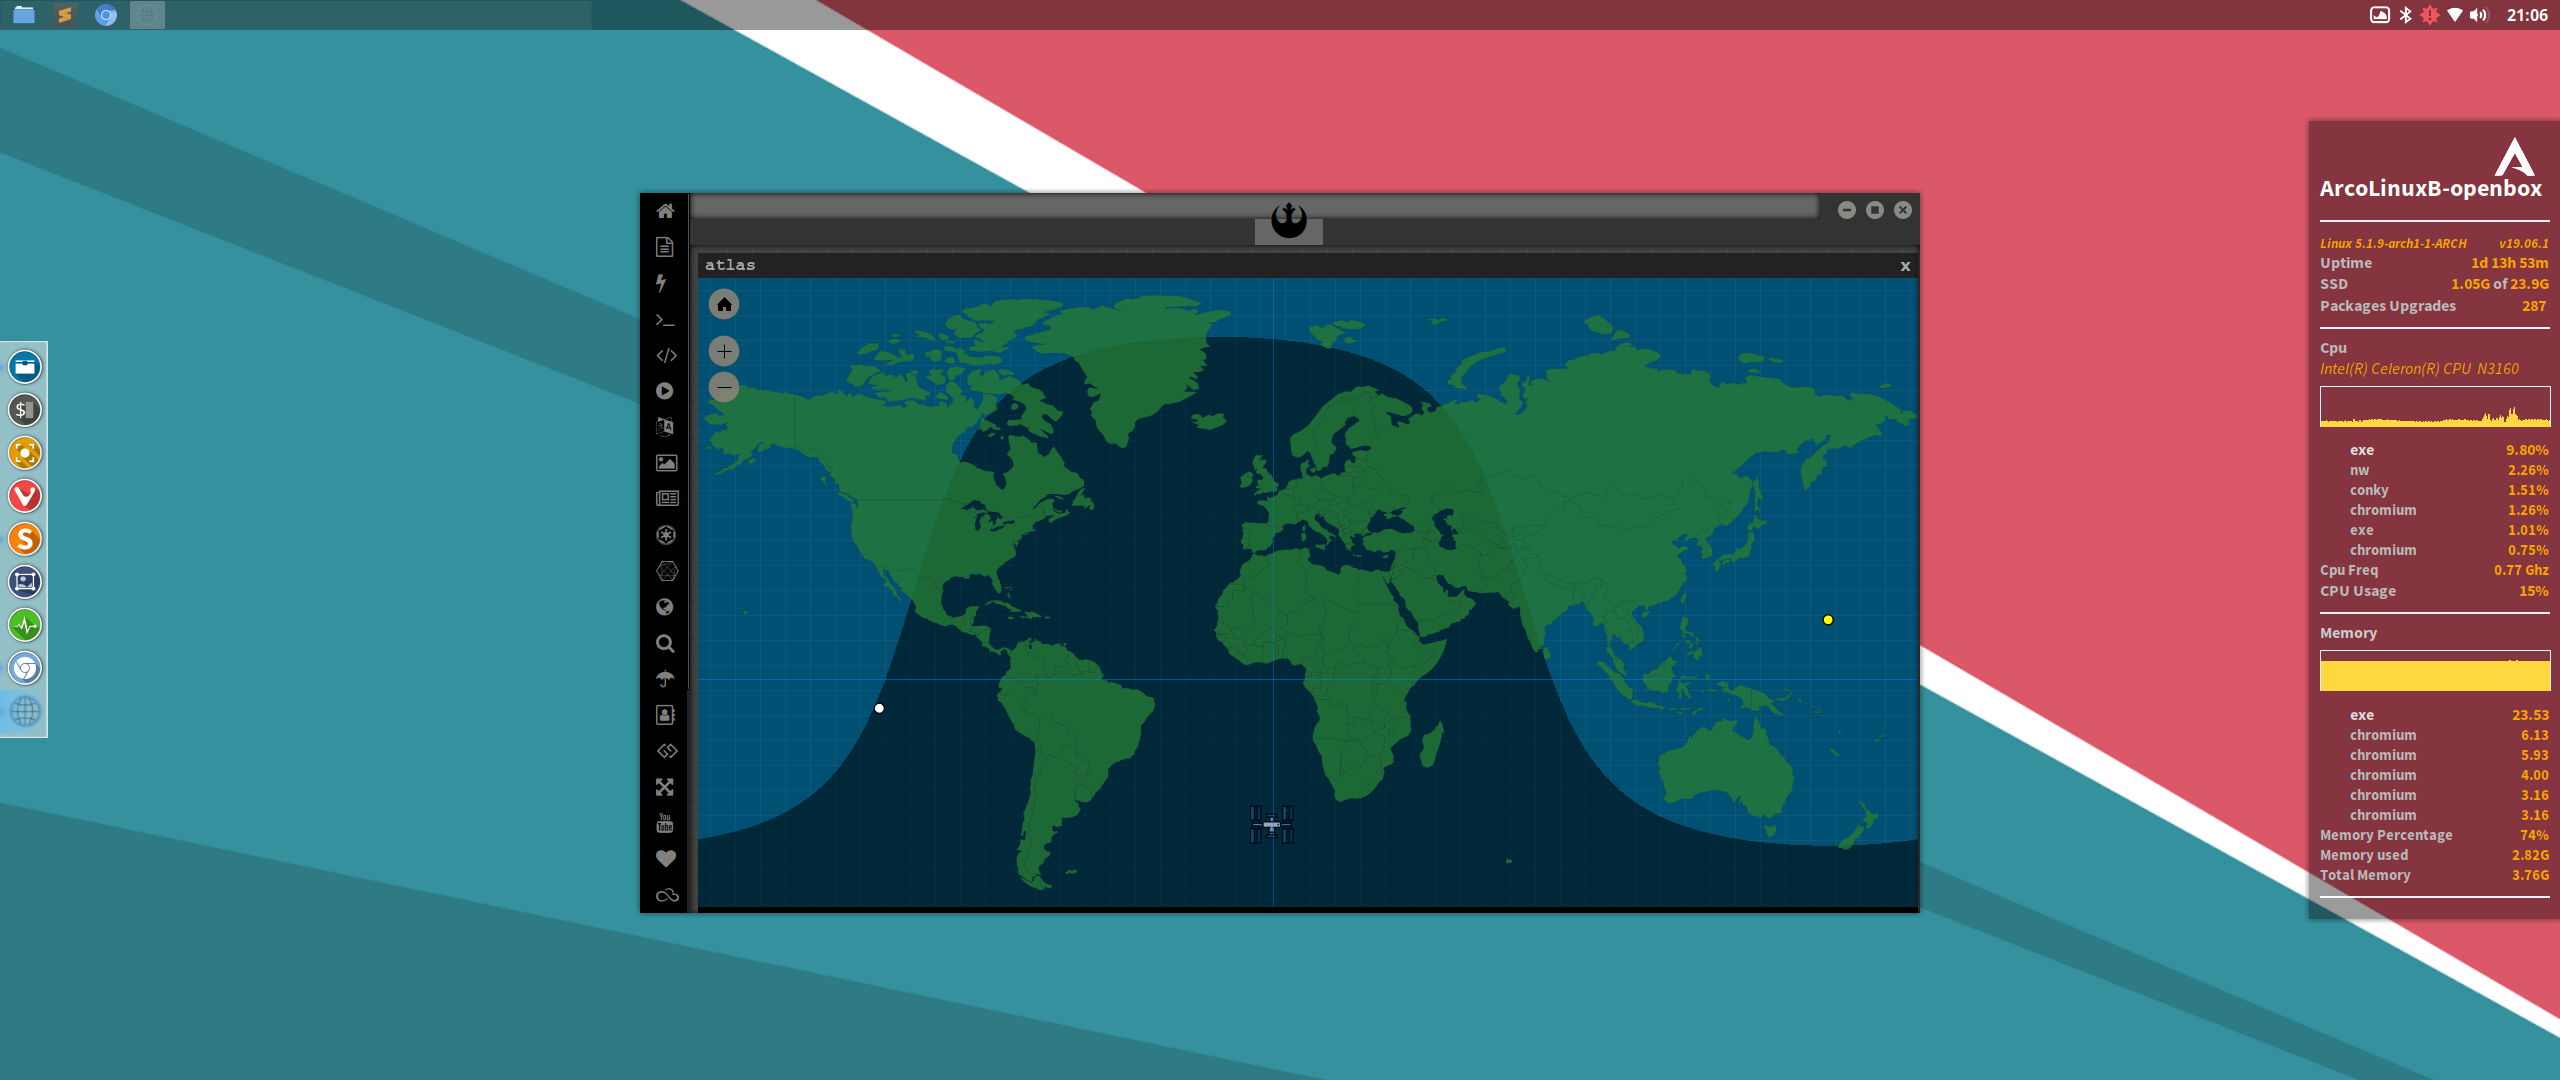 21:06
atlas x
ArcoLinuxB-openbox
Linux 5.1.9-arch1-1-ARCH v19.06.1
Uptime 1d 13h 53m
SSD 1.05G of 23.9G
Packages Upgrades 287
Cpu
Intel(R) Celeron(R) CPU N3160
exe 9.80%
nw 2.26%
conky 1.51%
chromium 1.26%
exe 1.01%
chromium 0.75%
Cpu Freq 0.77 Ghz
CPU Usage 15%
Memory
exe 23.53
chromium 6.13
chromium 5.93
chromium 4.00
chromium 3.16
chromium 3.16
Memory Percentage 74%
Memory used 2.82G
Total Memory 3.76G
You
Tube